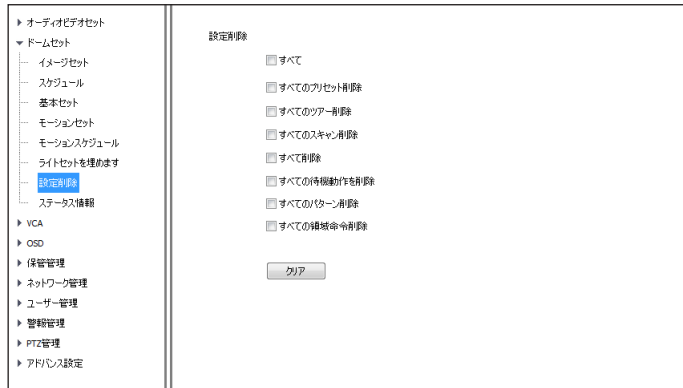 オーディオビデオセット
ドームセット
イメージセット
スケジュール
基本セット
モーションセット
モーションスケジュール
ライトセットを埋めます
設定削除
ステータス情報
VCA
OSD
保管管理
ネットワーク管理
ユーザー管理
警報管理
PTZ管理
アドバンス設定
設定削除
すべて
すべてのプリセット削除
すべてのツアー削除
すべてのスキャン削除
すべて削除
すべての待機動作を削除
すべてのパターン削除
すべての領域命令削除
クリア